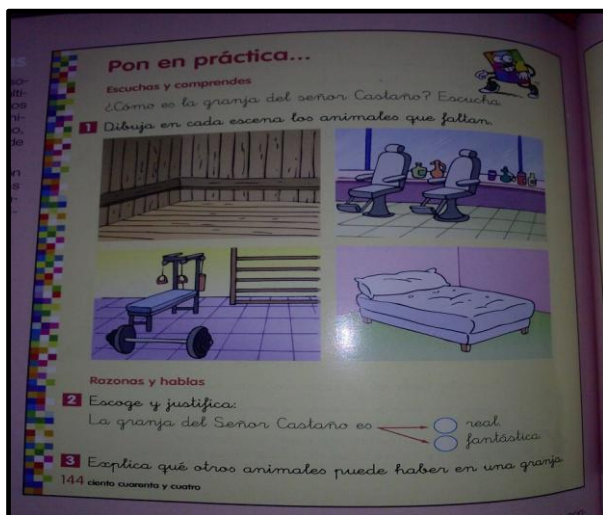 Pon en práctica...
Escuchas y comprendes
¿Cómo es la granja del señor Castaño? Escucha.
1 Dibuja en cada escena los animales que faltan.
Razonas y hablas
2 Escoge y justifica:
La granja del Señor Castaño es
real.
fantástica.
3 Explica qué otros animales puede haber en una granja.
144 ciento cuarenta y cuatro